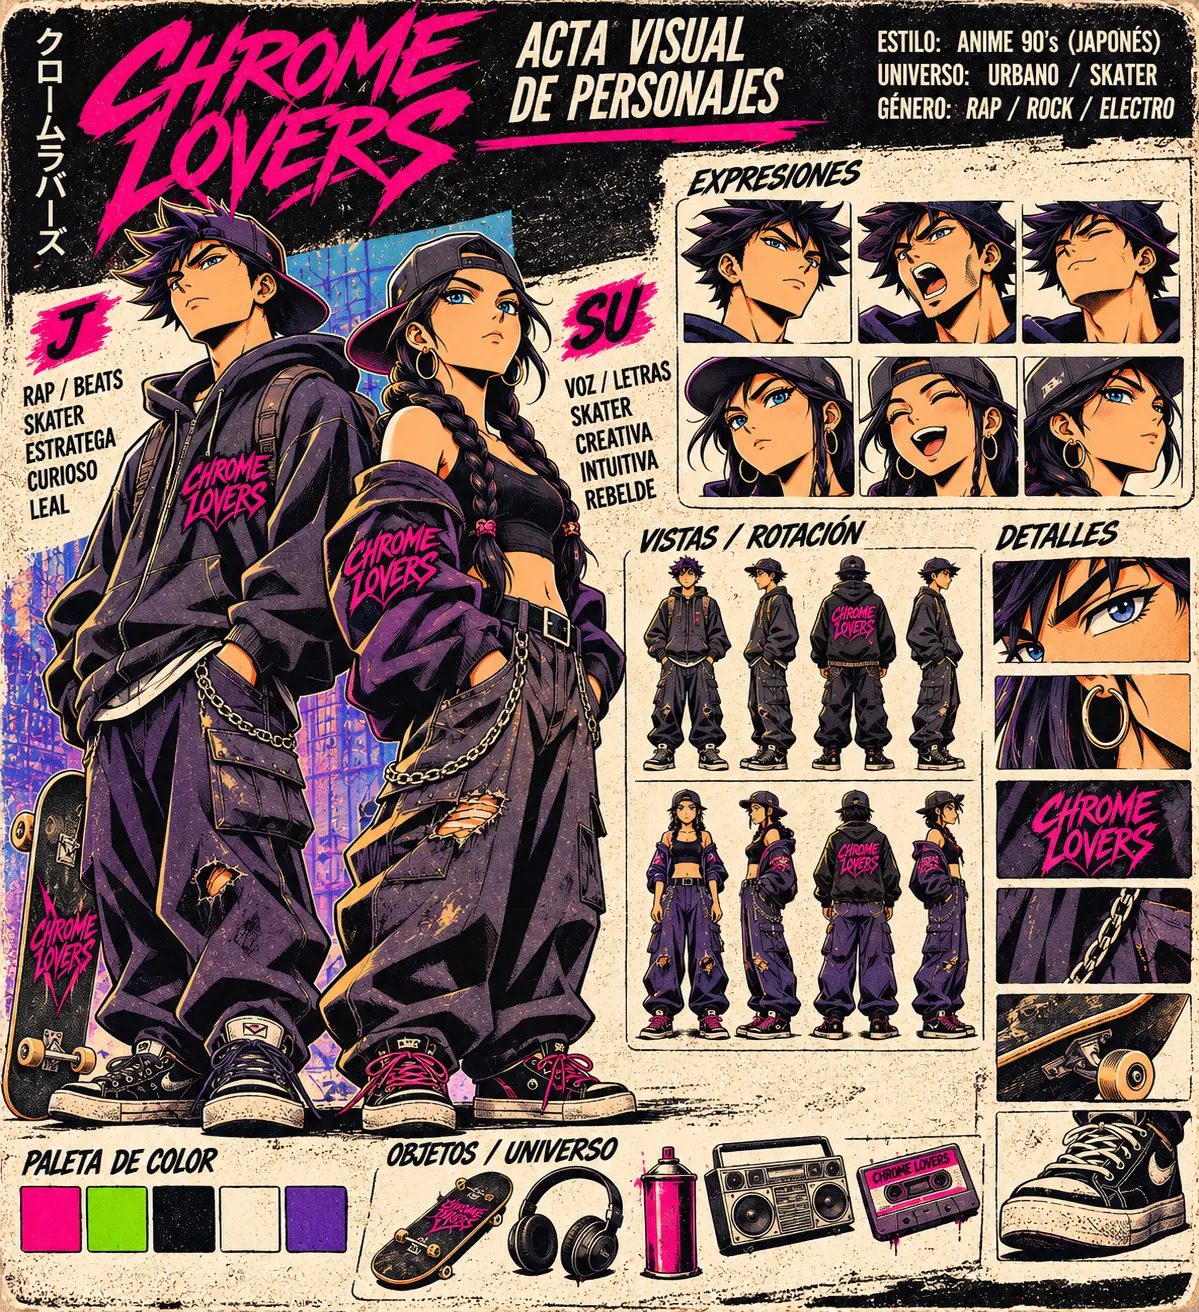 クロームラバーズ
CHROME
LOVERS
ACTA VISUAL
DE PERSONAJES
ESTILO: ANIME 90's (JAPONÉS)
UNIVERSO: URBANO / SKATER
GÉNERO: RAP / ROCK / ELECTRO
J
RAP / BEATS
SKATER
ESTRATEGA
CURIOSO
LEAL
SU
VOZ / LETRAS
SKATER
CREATIVA
INTUITIVA
REBELDE
CHROME
LOVERS
CHROME
LOVERS
CHROME
LOVERS
EXPRESIONES
VISTAS / ROTACIÓN
CHROME
LOVERS
CHROME
LOVERS
DETALLES
CHROME
LOVERS
PALETA DE COLOR
OBJETOS / UNIVERSO
CHROME
LOVERS
CHROME LOVERS